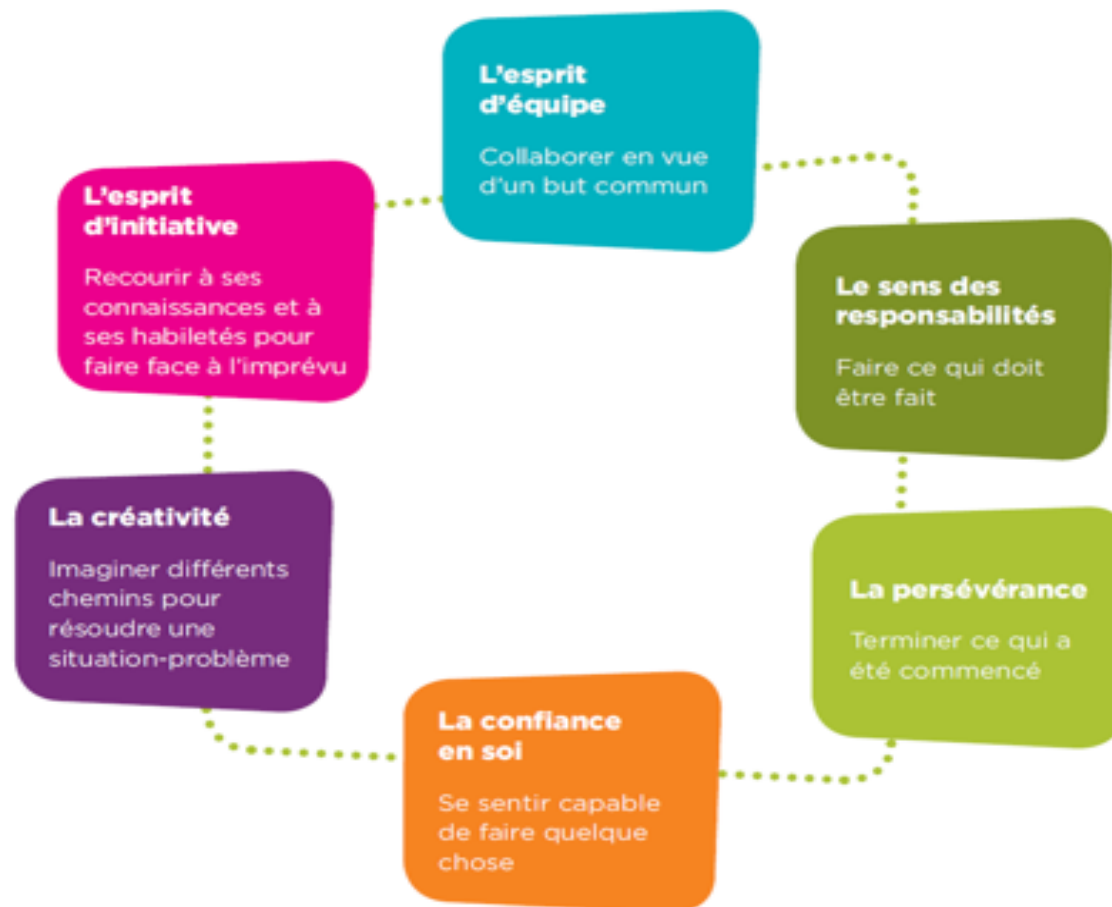 L'esprit
d'équipe
Collaborer en vue
d'un but commun
L'esprit
d'initiative
Recourir à ses
connaissances et à
ses habiletés pour
faire face à l'imprévu
Le sens des
responsabilités
Faire ce qui doit
être fait
La créativité
Imaginer différents
chemins pour
résoudre une
situation-problème
La persévérance
Terminer ce qui a
été commencé
La confiance
en soi
Se sentir capable
de faire quelque
chose